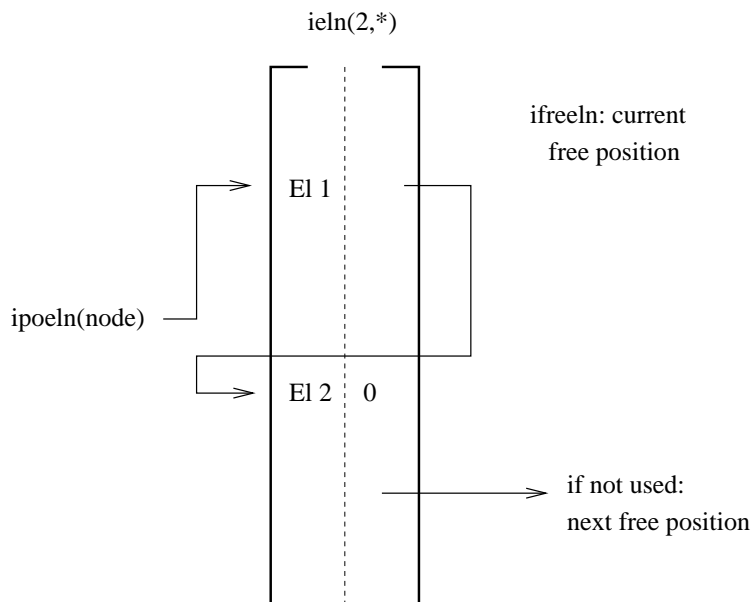 ieln(2,*)
ifreeln: current
free position
El 1
ipoeln(node)
El 2 0
if not used:
next free position